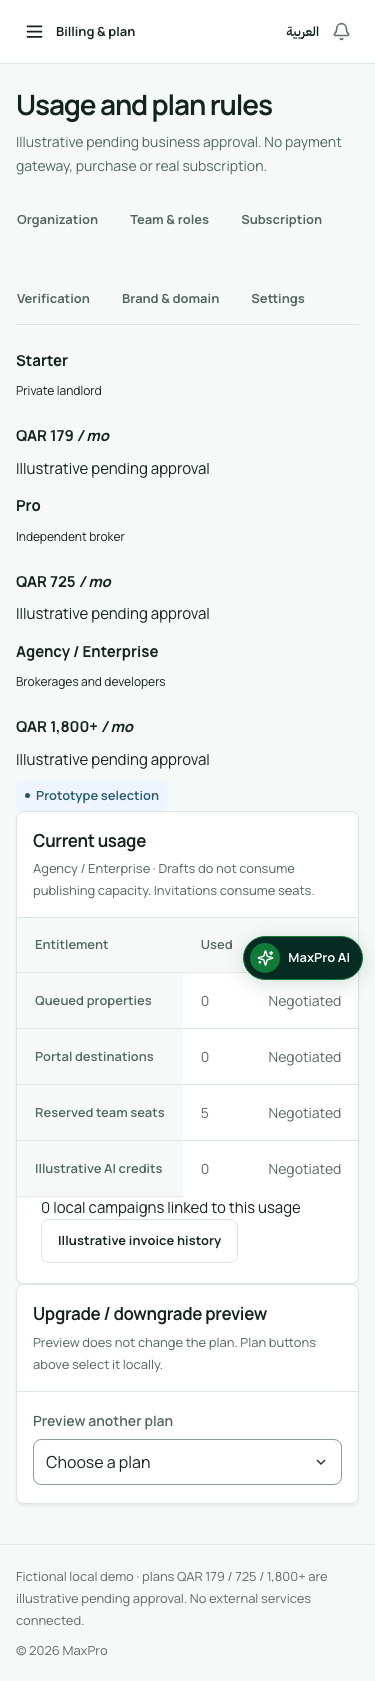 Billing & plan
العربية
Usage and plan rules
Illustrative pending business approval. No payment
gateway, purchase or real subscription.
Organization Team & roles Subscription
Verification Brand & domain Settings
Starter
Private landlord
QAR 179 / mo
Illustrative pending approval
Pro
Independent broker
QAR 725 / mo
Illustrative pending approval
Agency / Enterprise
Brokerages and developers
QAR 1,800+ / mo
Illustrative pending approval
Prototype selection
Current usage
Agency / Enterprise · Drafts do not consume
publishing capacity. Invitations consume seats.
Entitlement Used
MaxPro AI
Queued properties 0 Negotiated
Portal destinations 0 Negotiated
Reserved team seats 5 Negotiated
Illustrative AI credits 0 Negotiated
0 local campaigns linked to this usage
Illustrative invoice history
Upgrade / downgrade preview
Preview does not change the plan. Plan buttons
above select it locally.
Preview another plan
Choose a plan
Fictional local demo · plans QAR 179 / 725 / 1,800+ are
illustrative pending approval. No external services
connected.
© 2026 MaxPro